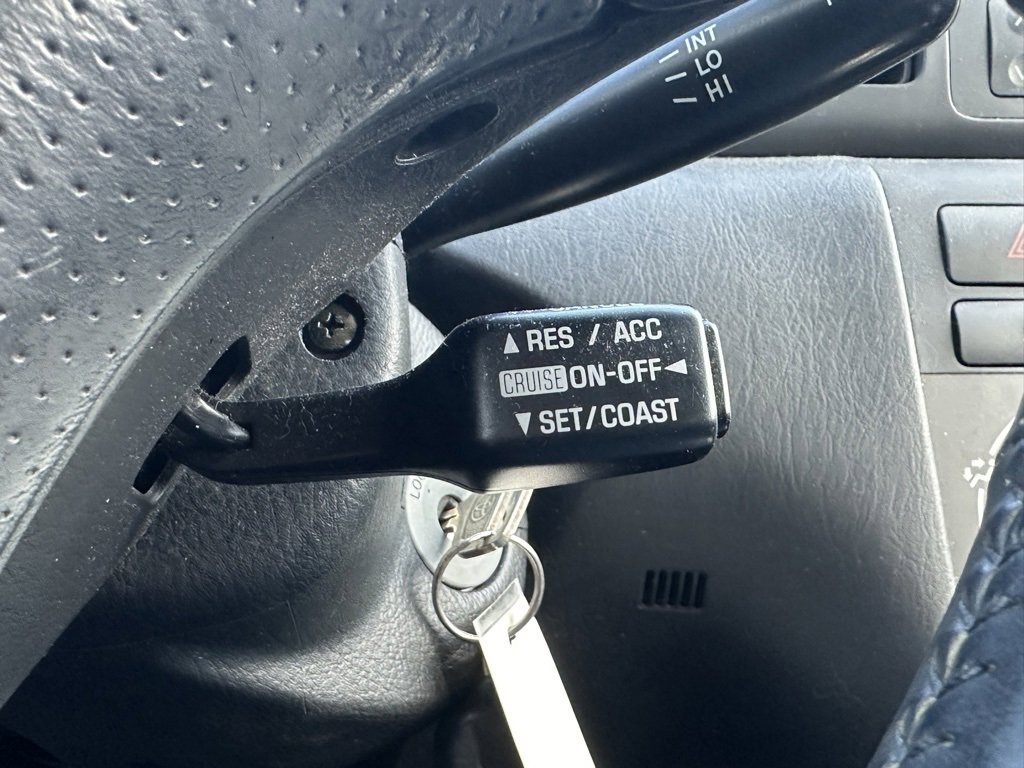 INT
LO
HI
▲ RES / ACC
CRUISE ON-OFF ◄
▼ SET/COAST